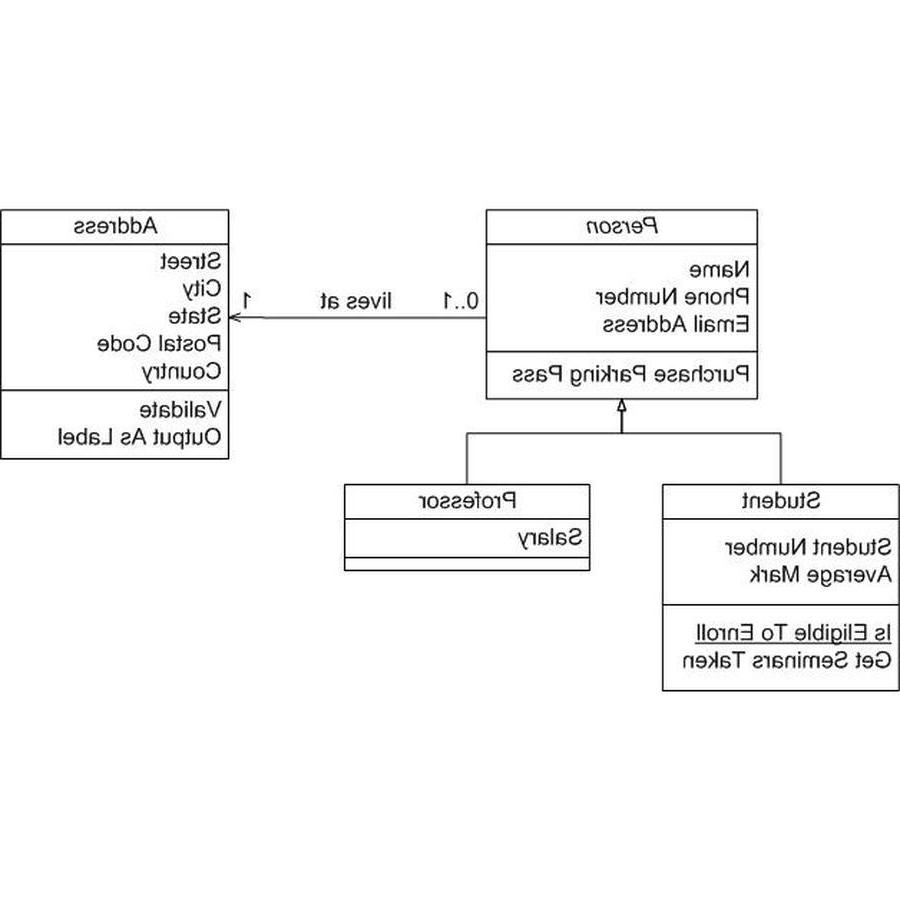 Person
Name
Phone Number
Email Address
Purchase Parking Pass
0..1
lives at
1
Address
Street
City
State
Postal Code
Country
Validate
Output As Label
Student
Student Number
Average Mark
Is Eligible To Enroll
Get Seminars Taken
Professor
Salary